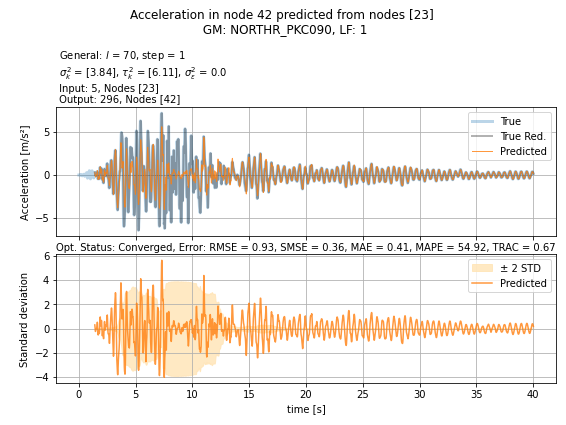 Acceleration in node 42 predicted from nodes [23]
GM: NORTHR_PKC090, LF: 1
General: l = 70, step = 1
σ²ₖ = [3.84], τ²ₖ = [6.11], σ²ε = 0.0
Input: 5, Nodes [23]
Output: 296, Nodes [42]
Acceleration [m/s²]
5
0
−5
True
True Red.
Predicted
Opt. Status: Converged, Error: RMSE = 0.93, SMSE = 0.36, MAE = 0.41, MAPE = 54.92, TRAC = 0.67
Standard deviation
6
4
2
0
−2
−4
± 2 STD
Predicted
0 5 10 15 20 25 30 35 40
time [s]